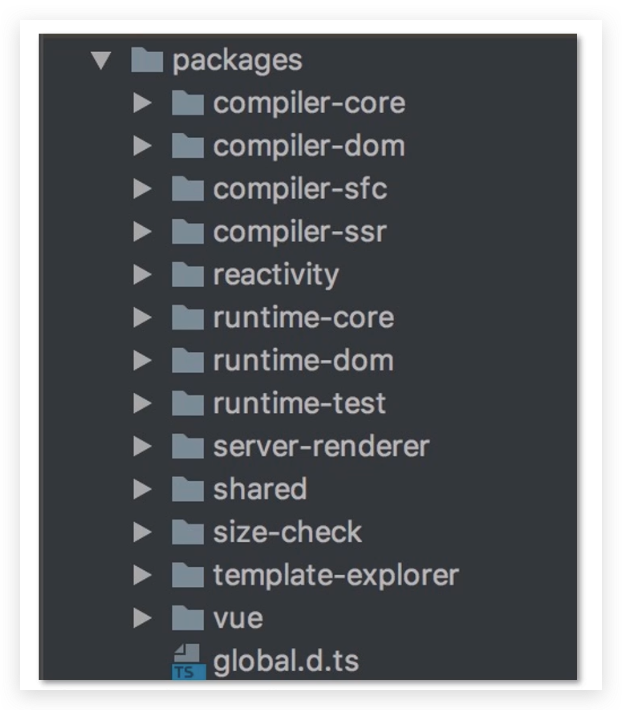 packages
compiler-core
compiler-dom
compiler-sfc
compiler-ssr
reactivity
runtime-core
runtime-dom
runtime-test
server-renderer
shared
size-check
template-explorer
vue
TS global.d.ts